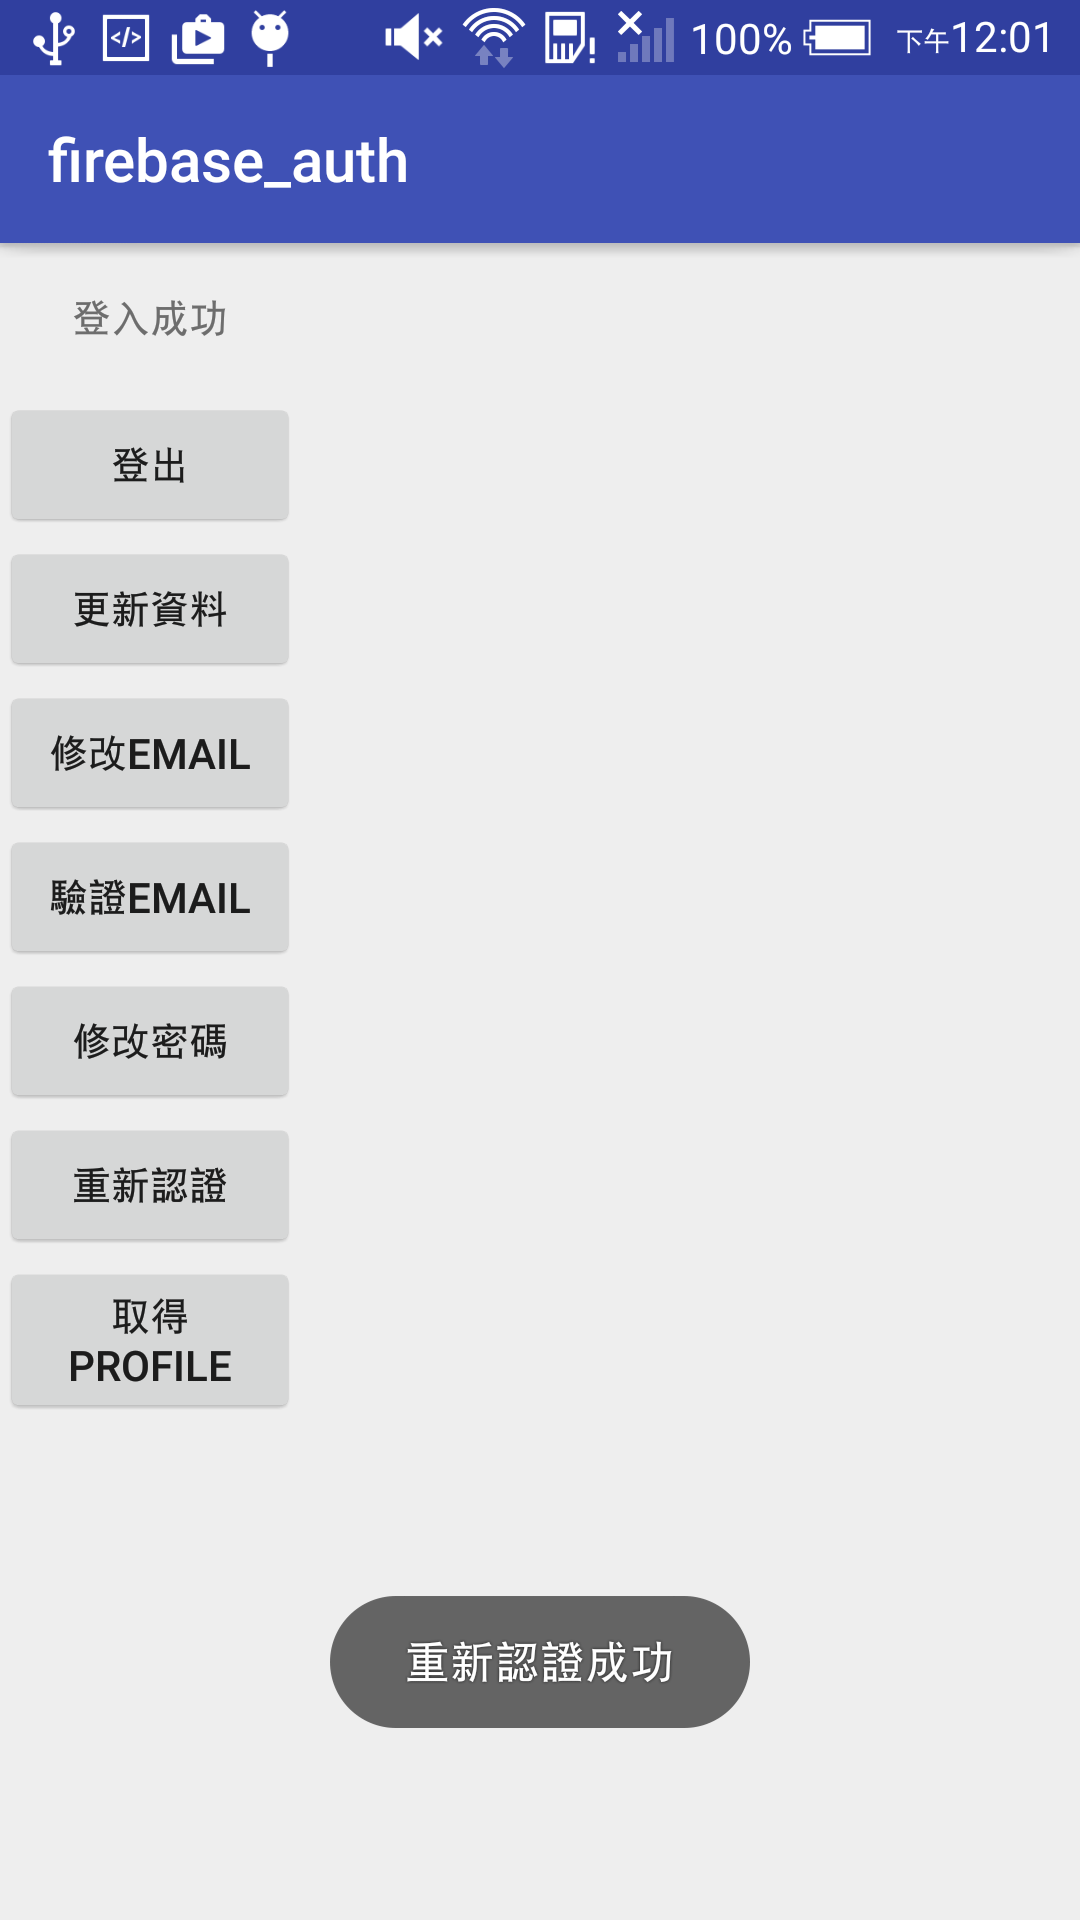 100% 下午12:01
firebase_auth
登入成功
登出
更新資料
修改EMAIL
驗證EMAIL
修改密碼
重新認證
取得
PROFILE
重新認證成功